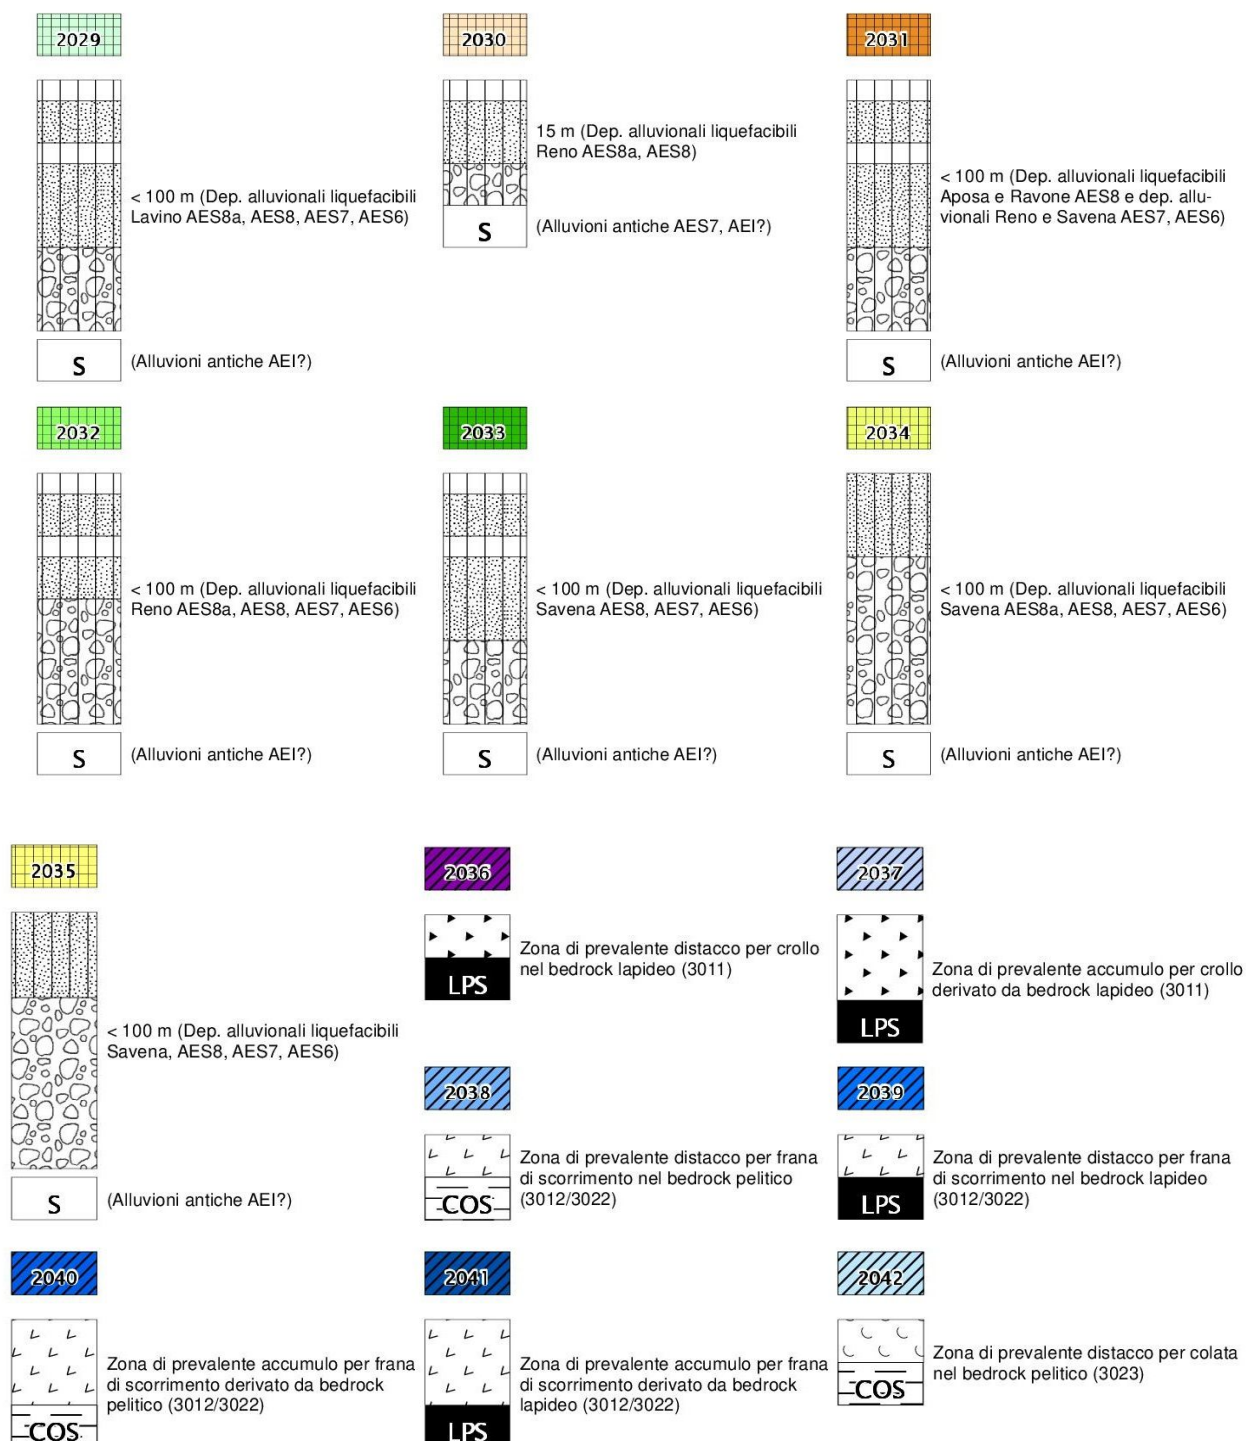 2029
2030
2031
< 100 m (Dep. alluvionali liquefacibili
Lavino AES8a, AES8, AES7, AES6)
S
(Alluvioni antiche AEI?)
15 m (Dep. alluvionali liquefacibili
Reno AES8a, AES8)
S
(Alluvioni antiche AES7, AEI?)
< 100 m (Dep. alluvionali liquefacibili
Aposa e Ravone AES8 e dep. allu-
vionali Reno e Savena AES7, AES6)
S
(Alluvioni antiche AEI?)
2032
2033
2034
< 100 m (Dep. alluvionali liquefacibili
Reno AES8a, AES8, AES7, AES6)
S
(Alluvioni antiche AEI?)
< 100 m (Dep. alluvionali liquefacibili
Savena AES8, AES7, AES6)
S
(Alluvioni antiche AEI?)
< 100 m (Dep. alluvionali liquefacibili
Savena AES8a, AES8, AES7, AES6)
S
(Alluvioni antiche AEI?)
2035
< 100 m (Dep. alluvionali liquefacibili
Savena, AES8, AES7, AES6)
S
(Alluvioni antiche AEI?)
2036
Zona di prevalente distacco per crollo
nel bedrock lapideo (3011)
LPS
2037
Zona di prevalente accumulo per crollo
derivato da bedrock lapideo (3011)
LPS
2038
Zona di prevalente distacco per frana
di scorrimento nel bedrock pelitico
(3012/3022)
COS
2039
Zona di prevalente distacco per frana
di scorrimento nel bedrock lapideo
(3012/3022)
LPS
2040
Zona di prevalente accumulo per frana
di scorrimento derivato da bedrock
pelitico (3012/3022)
COS
2041
Zona di prevalente accumulo per frana
di scorrimento derivato da bedrock
lapideo (3012/3022)
LPS
2042
Zona di prevalente distacco per colata
nel bedrock pelitico (3023)
COS